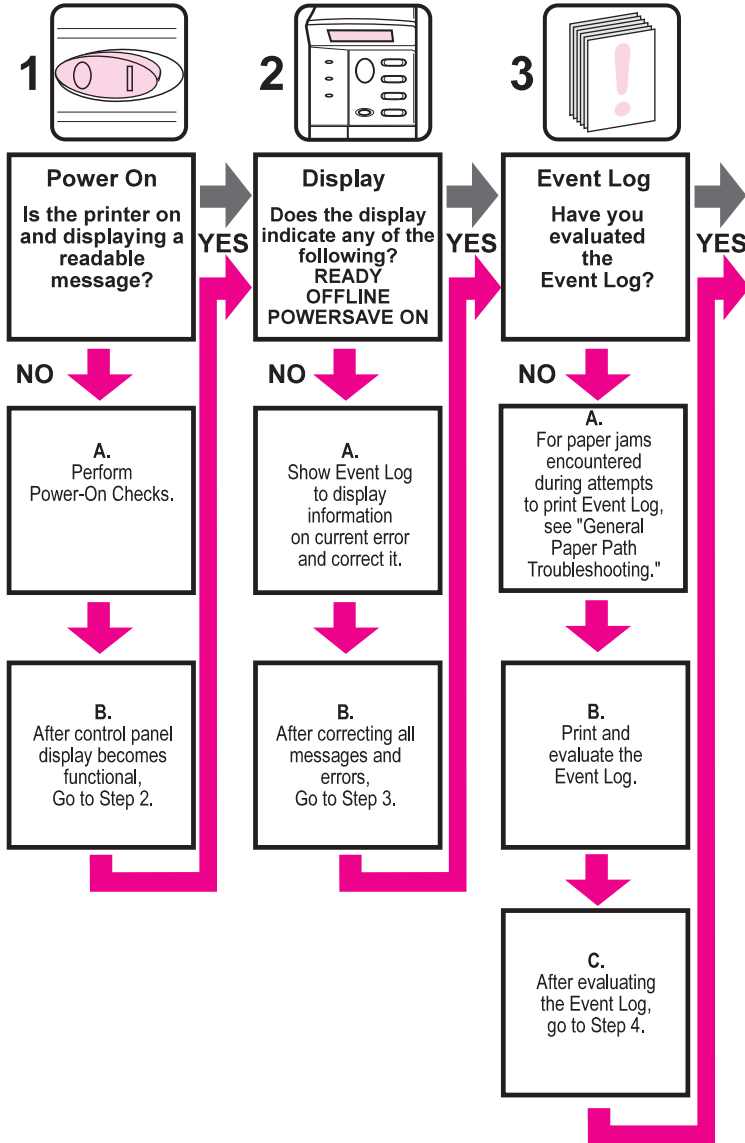 1
Power On
Is the printer on
and displaying a
readable
message?
YES
NO
A.
Perform
Power-On Checks.
B.
After control panel
display becomes
functional,
Go to Step 2.
2
Display
Does the display
indicate any of the
following?
READY
OFFLINE
POWERSAVE ON
YES
NO
A.
Show Event Log
to display
information
on current error
and correct it.
B.
After correcting all
messages and
errors,
Go to Step 3.
3
Event Log
Have you
evaluated
the
Event Log?
YES
NO
A.
For paper jams
encountered
during attempts
to print Event Log,
see "General
Paper Path
Troubleshooting."
B.
Print and
evaluate the
Event Log.
C.
After evaluating
the Event Log,
go to Step 4.